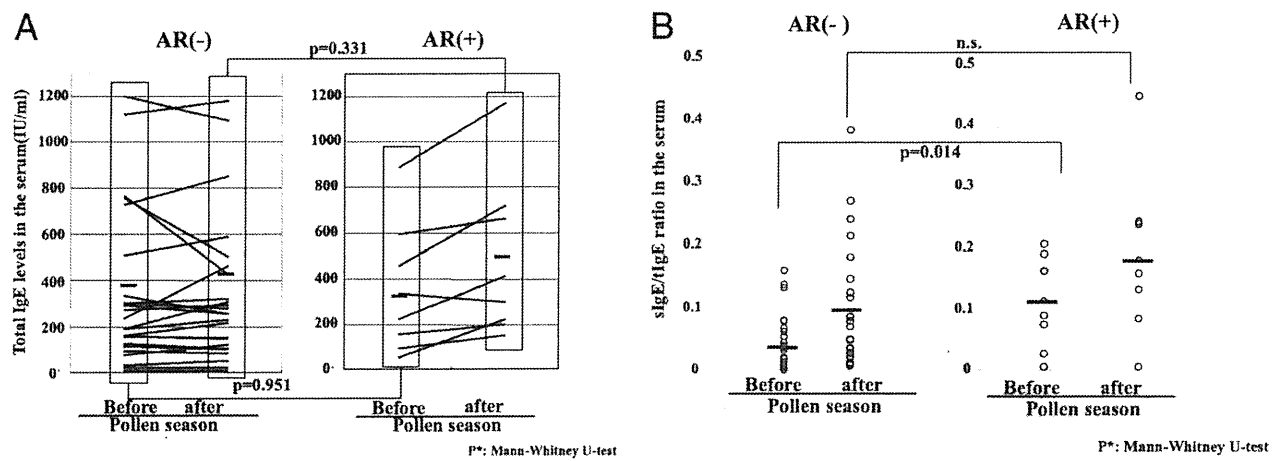 A
AR(-)
AR(+)
p=0.331
Total IgE levels in the serum(IU/ml)
1200
1000
800
600
400
200
0
1200
1000
800
600
400
200
0
p=0.951
Before after
Pollen season
Before after
Pollen season
P*: Mann-Whitney U-test
B
AR(-)
AR(+)
n.s.
p=0.014
sIgE/tIgE ratio in the serum
0.5
0.4
0.3
0.2
0.1
0
0.5
0.4
0.3
0.2
0.1
0
Before after
Pollen season
Before after
Pollen season
P*: Mann-Whitney U-test